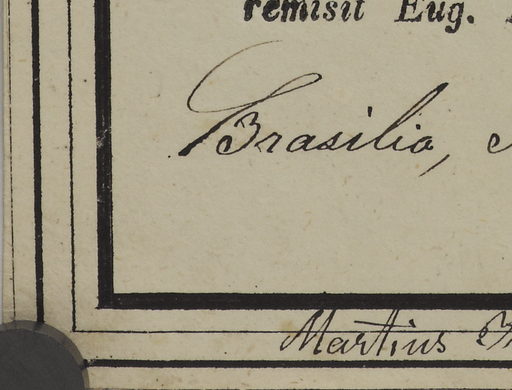 remisit Eug.
Brasilia,
Martius